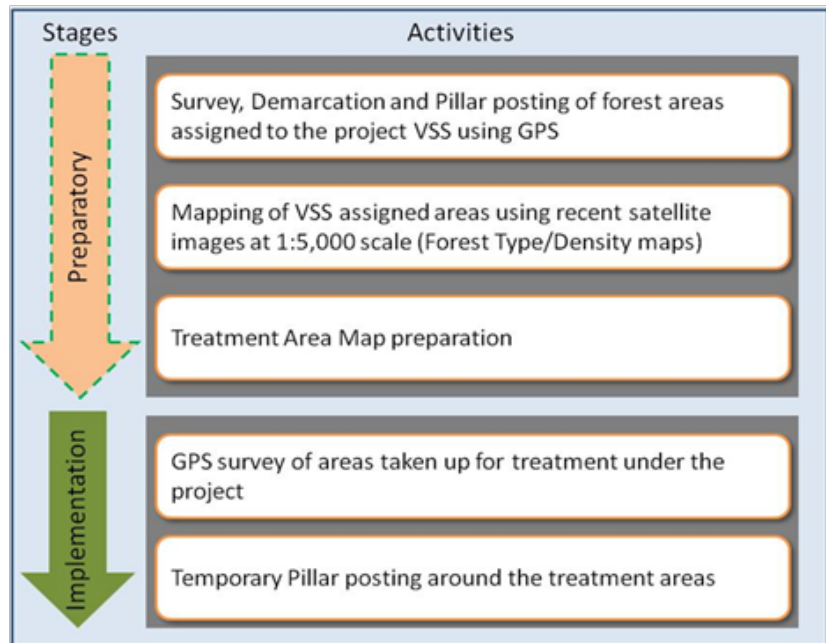 Stages
Activities
Preparatory
Survey, Demarcation and Pillar posting of forest areas
assigned to the project VSS using GPS
Mapping of VSS assigned areas using recent satellite
images at 1:5,000 scale (Forest Type/Density maps)
Treatment Area Map preparation
Implementation
GPS survey of areas taken up for treatment under the
project
Temporary Pillar posting around the treatment areas